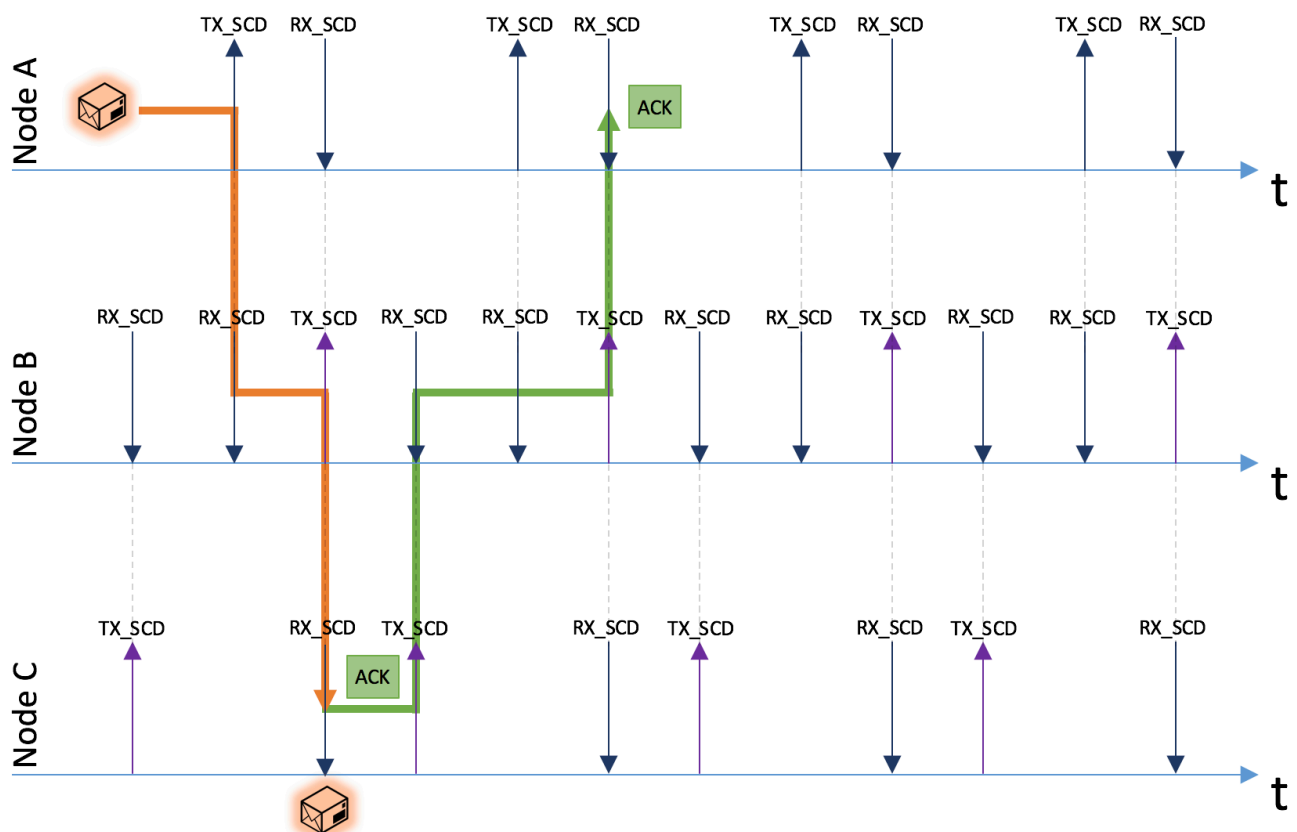 TX_SCD RX_SCD TX_SCD RX_SCD TX_SCD RX_SCD TX_SCD RX_SCD
Node A
ACK
t
RX_SCD RX_SCD TX_SCD RX_SCD RX_SCD TX_SCD RX_SCD RX_SCD TX_SCD RX_SCD RX_SCD TX_SCD
Node B
t
TX_SCD RX_SCD TX_SCD RX_SCD TX_SCD RX_SCD TX_SCD RX_SCD
Node C
ACK
t